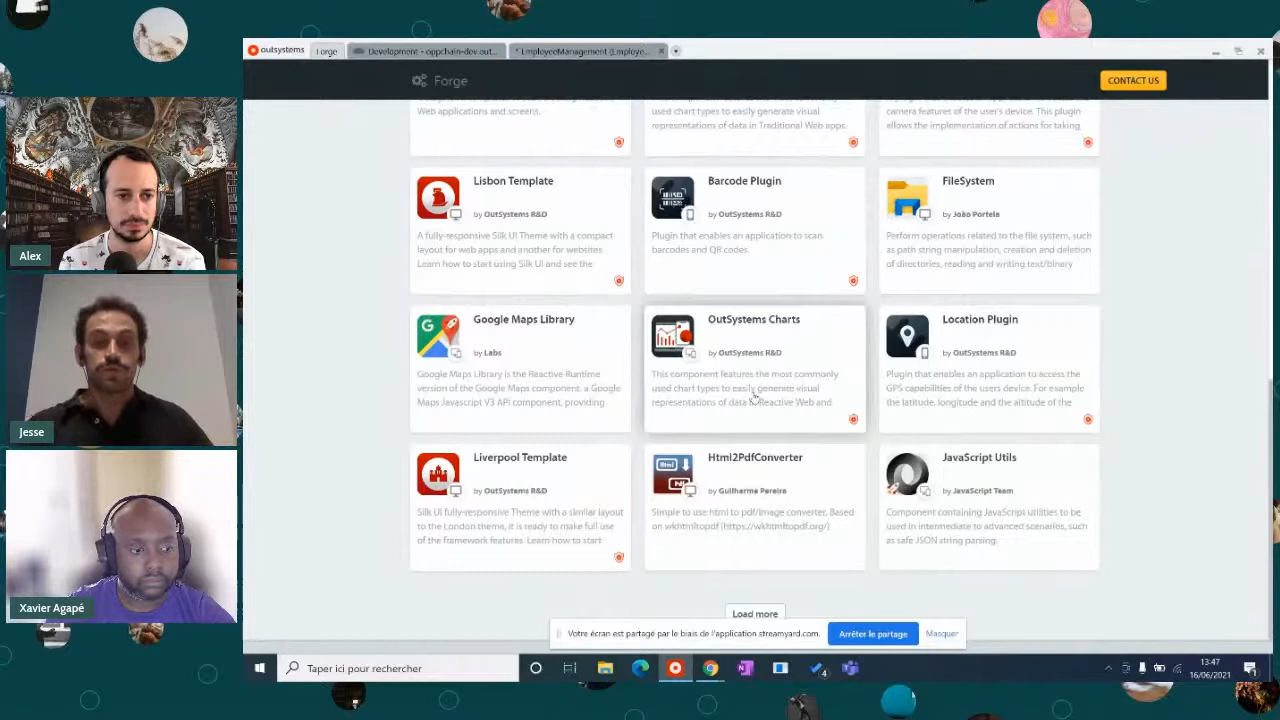 outsystems
Forge
Development - oppchain-dev.out...
* EmployeeManagement (Employe...
Forge
CONTACT US
Web applications and screens.
used chart types to easily generate visual
representations of data in Traditional Web apps.
camera features of the user's device. This plugin
allows the implementation of actions for taking
Lisbon Template
by OutSystems R&D
A fully-responsive Silk UI Theme with a compact
layout for web apps and another for websites
Learn how to start using Silk UI and see the
Barcode Plugin
by OutSystems R&D
Plugin that enables an application to scan
barcodes and QR codes.
FileSystem
by João Portela
Perform operations related to the file system, such
as path string manipulation, creation and deletion
of directories, reading and writing text/binary
Google Maps Library
by Labs
Google Maps Library is the Reactive Runtime
version of the Google Maps component, a Google
Maps Javascript V3 API component, providing
OutSystems Charts
by OutSystems R&D
This component features the most commonly
used chart types to easily generate visual
representations of data in Reactive Web and
Location Plugin
by OutSystems R&D
Plugin that enables an application to access the
GPS capabilities of the users device. For example
the latitude, longitude and the altitude of the
Liverpool Template
by OutSystems R&D
Silk UI fully-responsive Theme with a similar layout
to the London theme, it is ready to make full use
of the framework features. Learn how to start
Html2PdfConverter
by Guilherme Pereira
Simple to use html to pdf/image converter. Based
on wkhtmltopdf (https://wkhtmltopdf.org/)
JavaScript Utils
by JavaScript Team
Component containing JavaScript utilities to be
used in intermediate to advanced scenarios, such
as safe JSON string parsing.
Load more
Votre écran est partagé par le biais de l'application streamyard.com.
Arrêter le partage
Masquer
Taper ici pour rechercher
4
13:47
16/06/2021
Alex
Jesse
Xavier Agapé